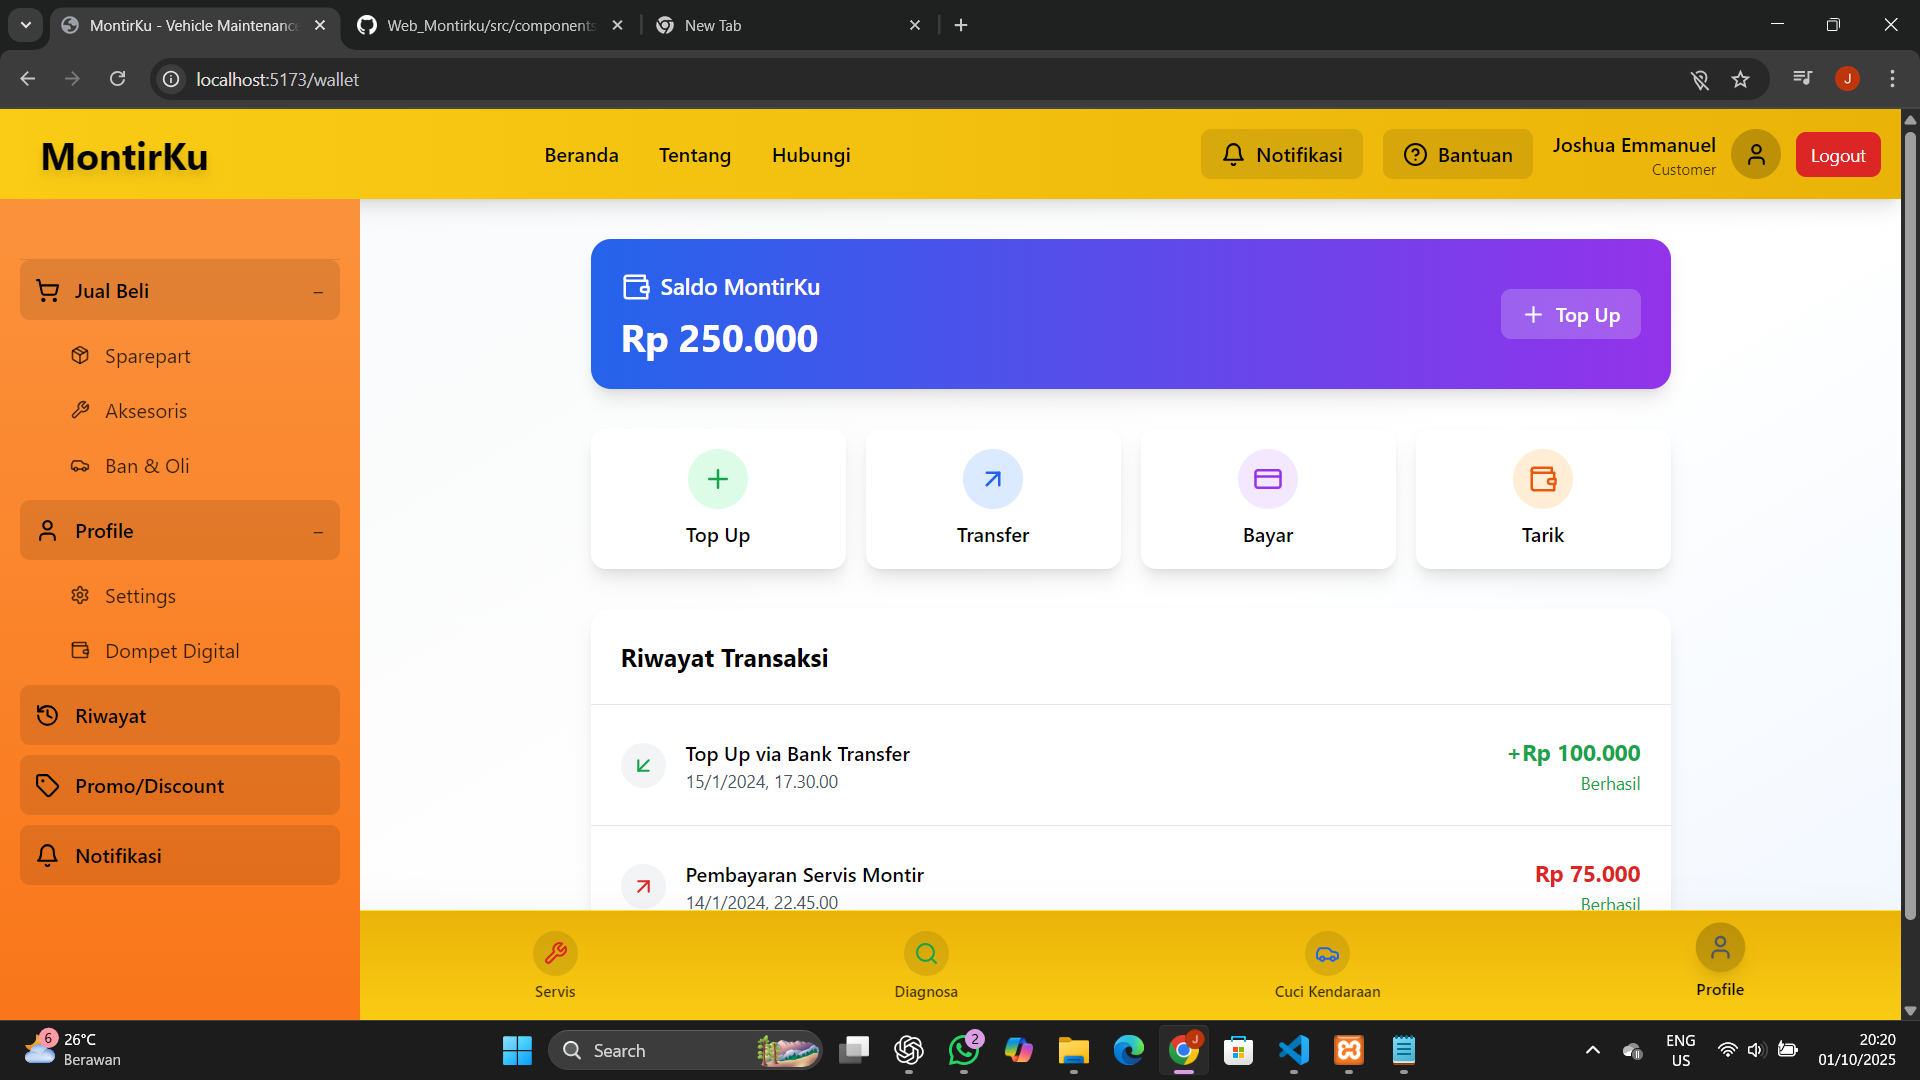 MontirKu - Vehicle Maintenance
Web_Montirku/src/components
New Tab
localhost:5173/wallet
J
MontirKu
Beranda
Tentang
Hubungi
Notifikasi
Bantuan
Joshua Emmanuel
Customer
Logout
Jual Beli –
Sparepart
Aksesoris
Ban & Oli
Profile –
Settings
Dompet Digital
Riwayat
Promo/Discount
Notifikasi
Saldo MontirKu
Rp 250.000
+ Top Up
Top Up
Transfer
Bayar
Tarik
Riwayat Transaksi
Top Up via Bank Transfer
15/1/2024, 17.30.00
+Rp 100.000
Berhasil
Pembayaran Servis Montir
14/1/2024, 22.45.00
Rp 75.000
Berhasil
Servis
Diagnosa
Cuci Kendaraan
Profile
6
26°C
Berawan
Search
2
J
ENG
US
20:20
01/10/2025